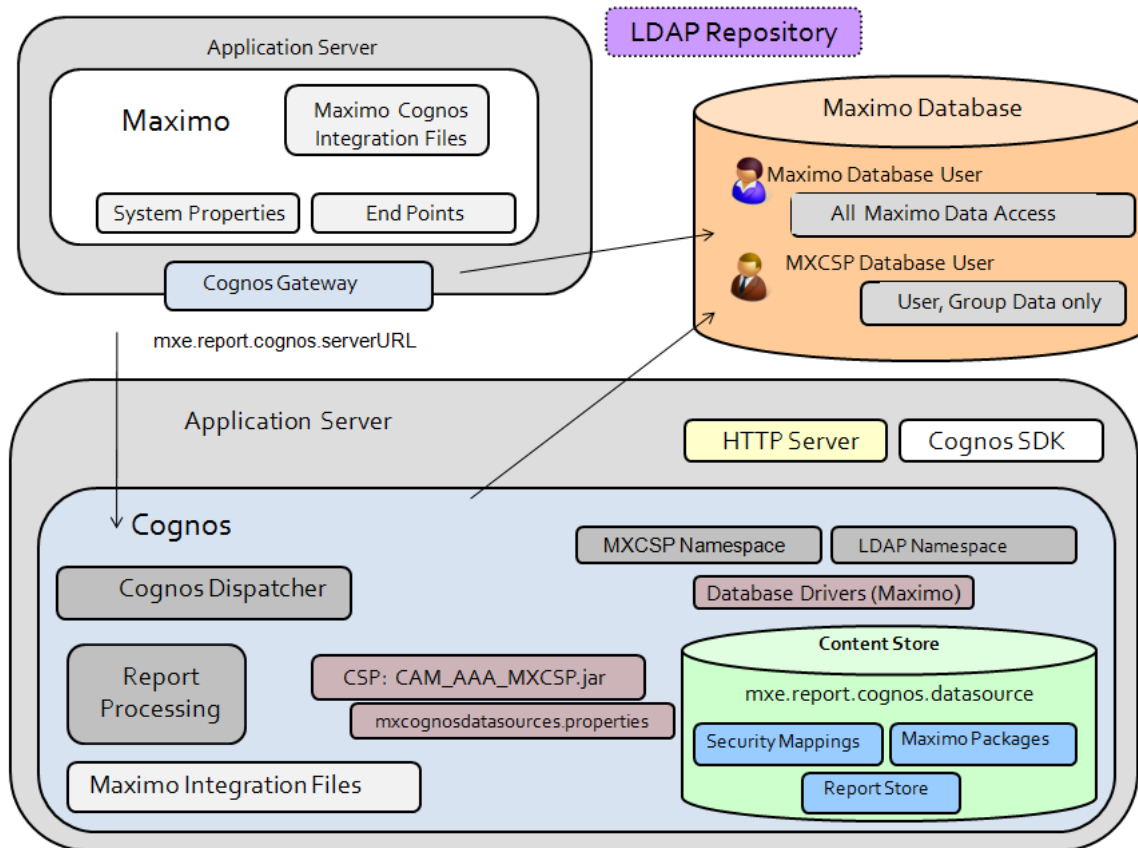 LDAP Repository
Application Server
Maximo
Maximo Cognos
Integration Files
System Properties
End Points
Cognos Gateway
Maximo Database
Maximo Database User
All Maximo Data Access
MXCSP Database User
User, Group Data only
mxe.report.cognos.serverURL
Application Server
HTTP Server
Cognos SDK
Cognos
MXCSP Namespace
LDAP Namespace
Cognos Dispatcher
Database Drivers (Maximo)
Report
Processing
CSP: CAM_AAA_MXCSP.jar
mxcognosdatasources.properties
Maximo Integration Files
Content Store
mxe.report.cognos.datasource
Security Mappings
Maximo Packages
Report Store